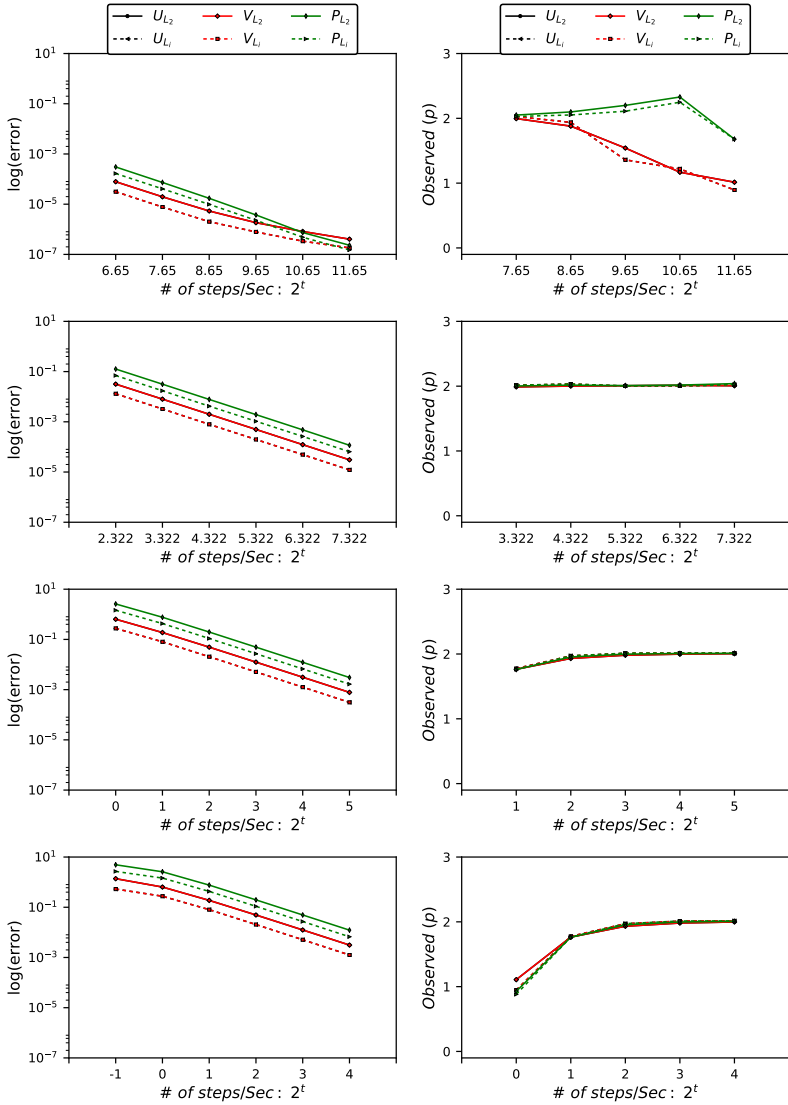 U_{L_2} V_{L_2} P_{L_2}
U_{L_i} V_{L_i} P_{L_i}
10^1
10^{-1}
10^{-3}
10^{-5}
10^{-7}
log(error)
6.65 7.65 8.65 9.65 10.65 11.65
# of steps/Sec : 2^t
U_{L_2} V_{L_2} P_{L_2}
U_{L_i} V_{L_i} P_{L_i}
3
2
1
0
Observed (p)
7.65 8.65 9.65 10.65 11.65
# of steps/Sec : 2^t
10^1
10^{-1}
10^{-3}
10^{-5}
10^{-7}
log(error)
2.322 3.322 4.322 5.322 6.322 7.322
# of steps/Sec : 2^t
3
2
1
0
Observed (p)
3.322 4.322 5.322 6.322 7.322
# of steps/Sec : 2^t
10^1
10^{-1}
10^{-3}
10^{-5}
10^{-7}
log(error)
0 1 2 3 4 5
# of steps/Sec : 2^t
3
2
1
0
Observed (p)
1 2 3 4 5
# of steps/Sec : 2^t
10^1
10^{-1}
10^{-3}
10^{-5}
10^{-7}
log(error)
-1 0 1 2 3 4
# of steps/Sec : 2^t
3
2
1
0
Observed (p)
0 1 2 3 4
# of steps/Sec : 2^t